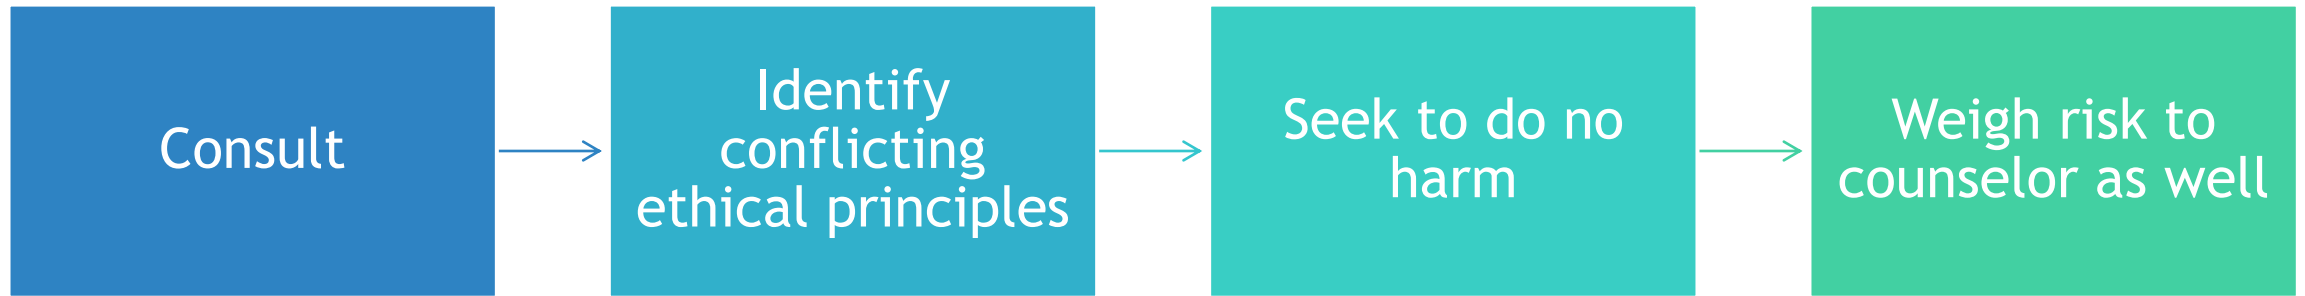 Consult
Identify
conflicting
ethical principles
Seek to do no
harm
Weigh risk to
counselor as well